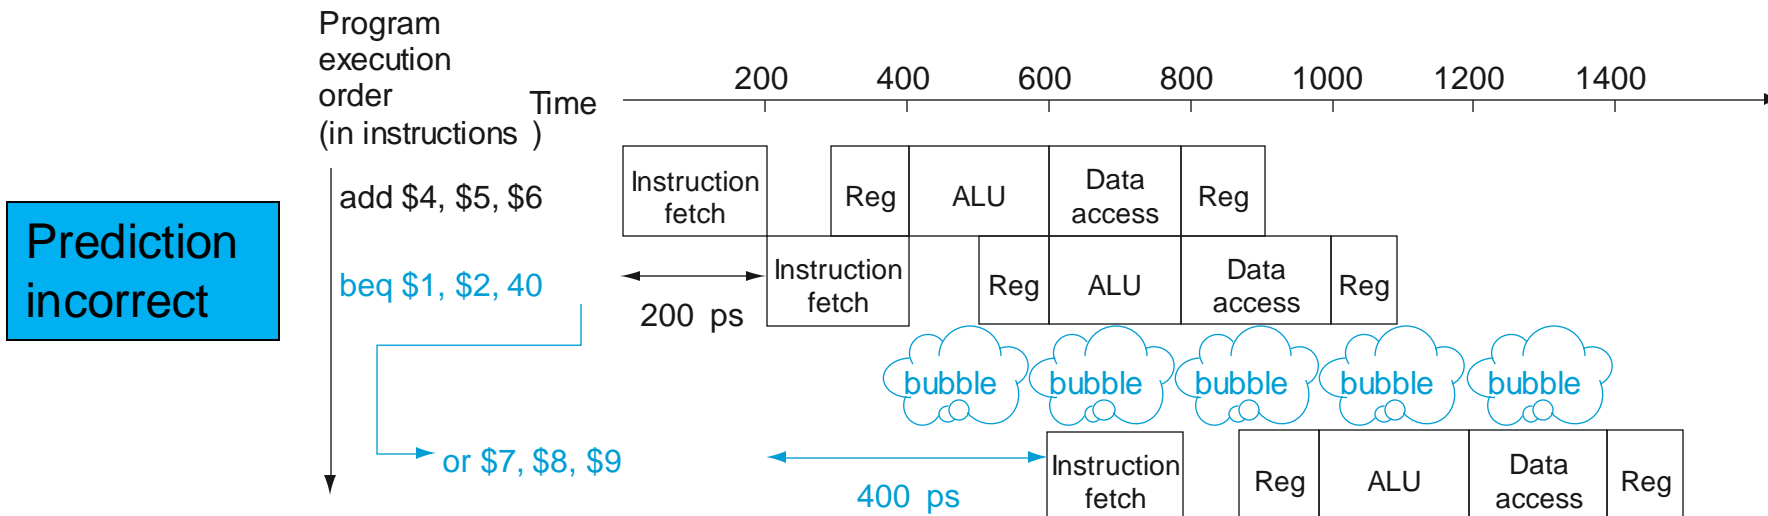 Program
execution
order
(in instructions )
Time
200 400 600 800 1000 1200 1400
Prediction
incorrect
add $4, $5, $6
Instruction
fetch
Reg
ALU
Data
access
Reg
beq $1, $2, 40
200 ps
Instruction
fetch
Reg
ALU
Data
access
Reg
bubble bubble bubble bubble bubble
or $7, $8, $9
400 ps
Instruction
fetch
Reg
ALU
Data
access
Reg